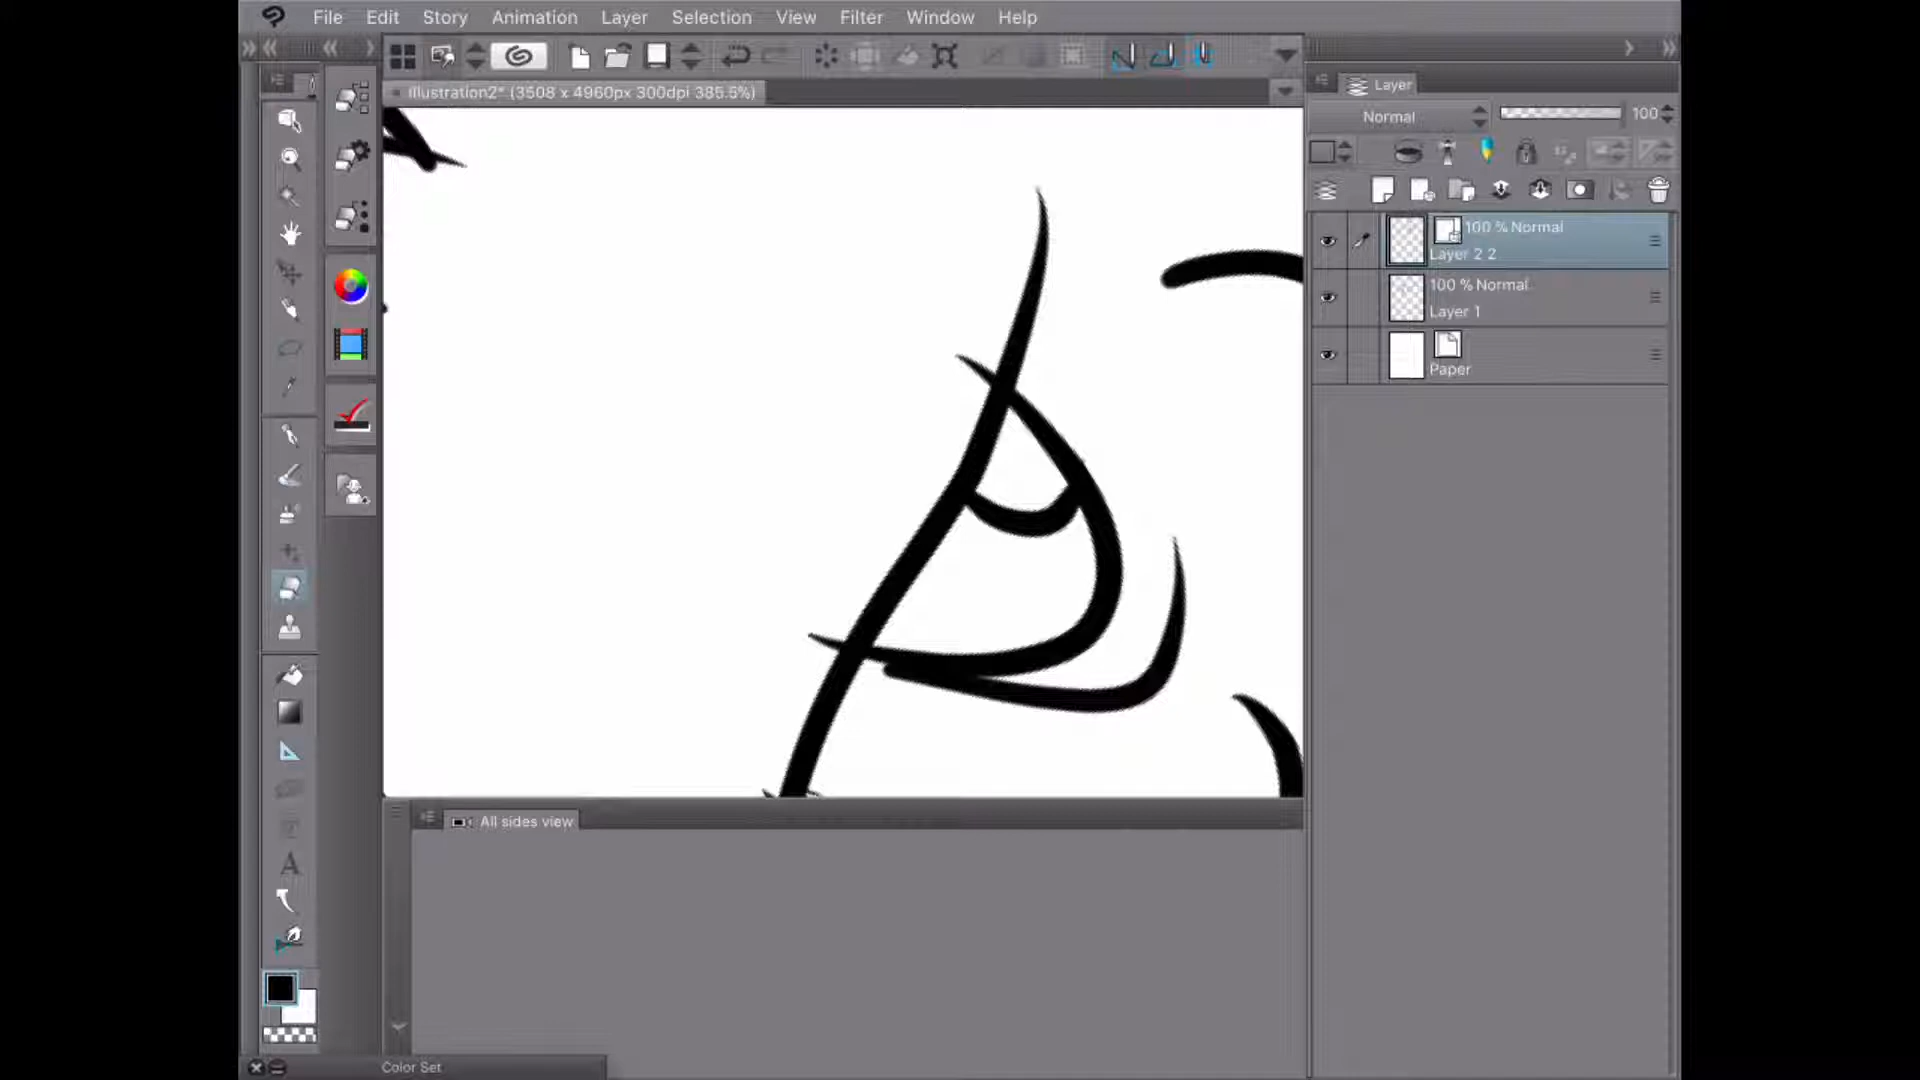 File Edit Story Animation Layer Selection View Filter Window Help
Illustration2* (3508 x 4960px 300dpi 385.5%)
Layer
Normal 100
100 % Normal
Layer 2 2
100 % Normal
Layer 1
Paper
All sides view
Color Set